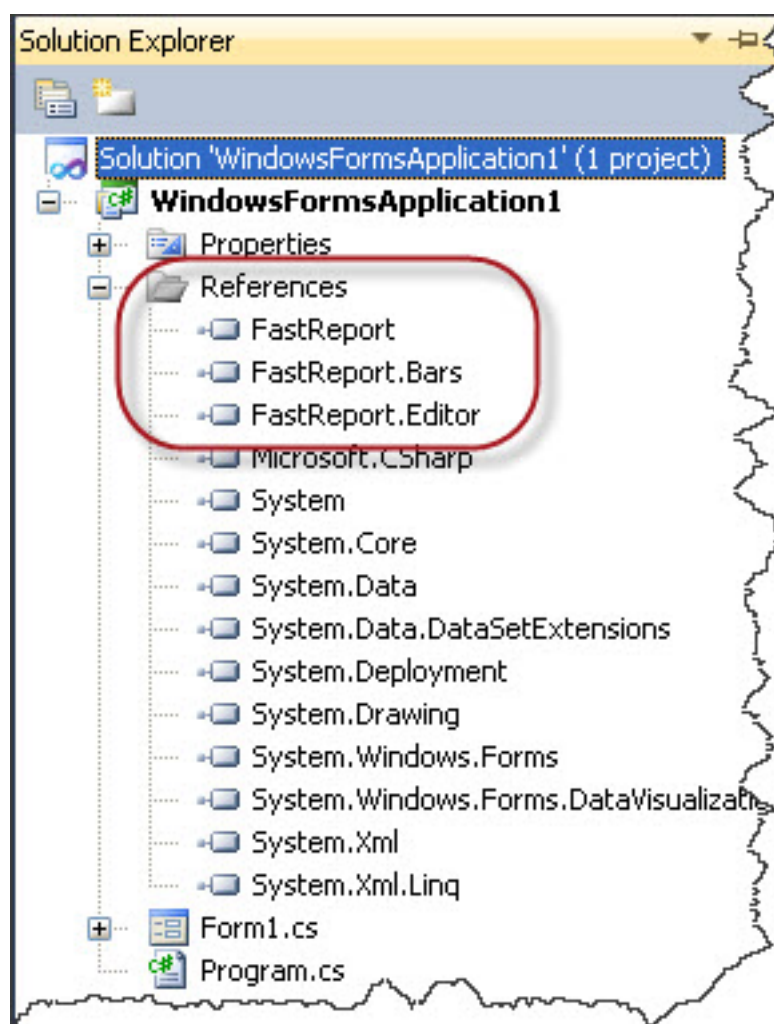 Solution Explorer
Solution 'WindowsFormsApplication1' (1 project)
WindowsFormsApplication1
Properties
References
FastReport
FastReport.Bars
FastReport.Editor
Microsoft.CSharp
System
System.Core
System.Data
System.Data.DataSetExtensions
System.Deployment
System.Drawing
System.Windows.Forms
System.Windows.Forms.DataVisualizati
System.Xml
System.Xml.Linq
Form1.cs
Program.cs